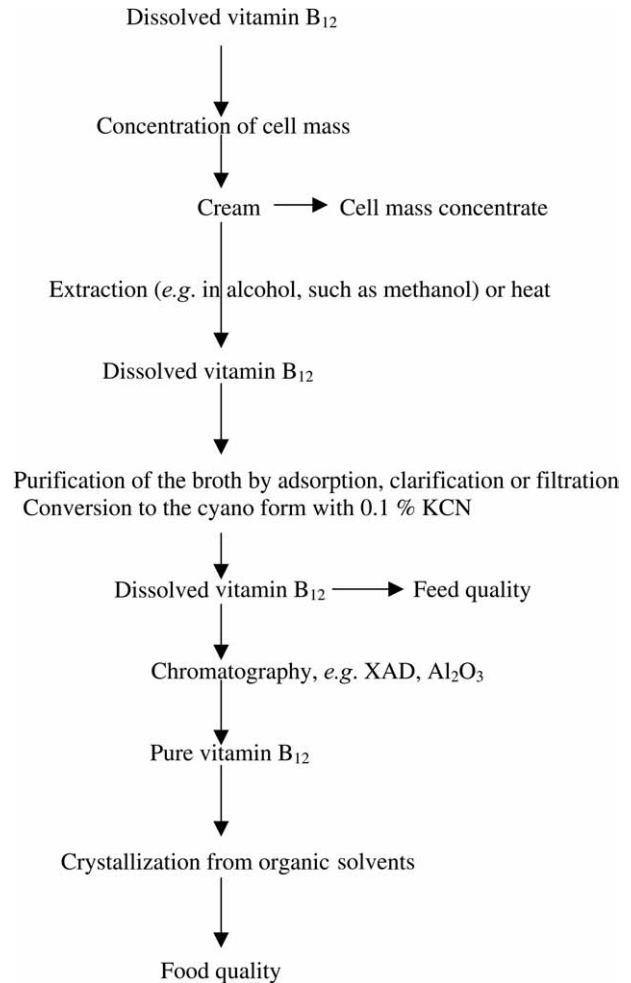 Dissolved vitamin B₁₂
Concentration of cell mass
Cream Cell mass concentrate
Extraction (e.g. in alcohol, such as methanol) or heat
Dissolved vitamin B₁₂
Purification of the broth by adsorption, clarification or filtration
Conversion to the cyano form with 0.1 % KCN
Dissolved vitamin B₁₂ Feed quality
Chromatography, e.g. XAD, Al₂O₃
Pure vitamin B₁₂
Crystallization from organic solvents
Food quality